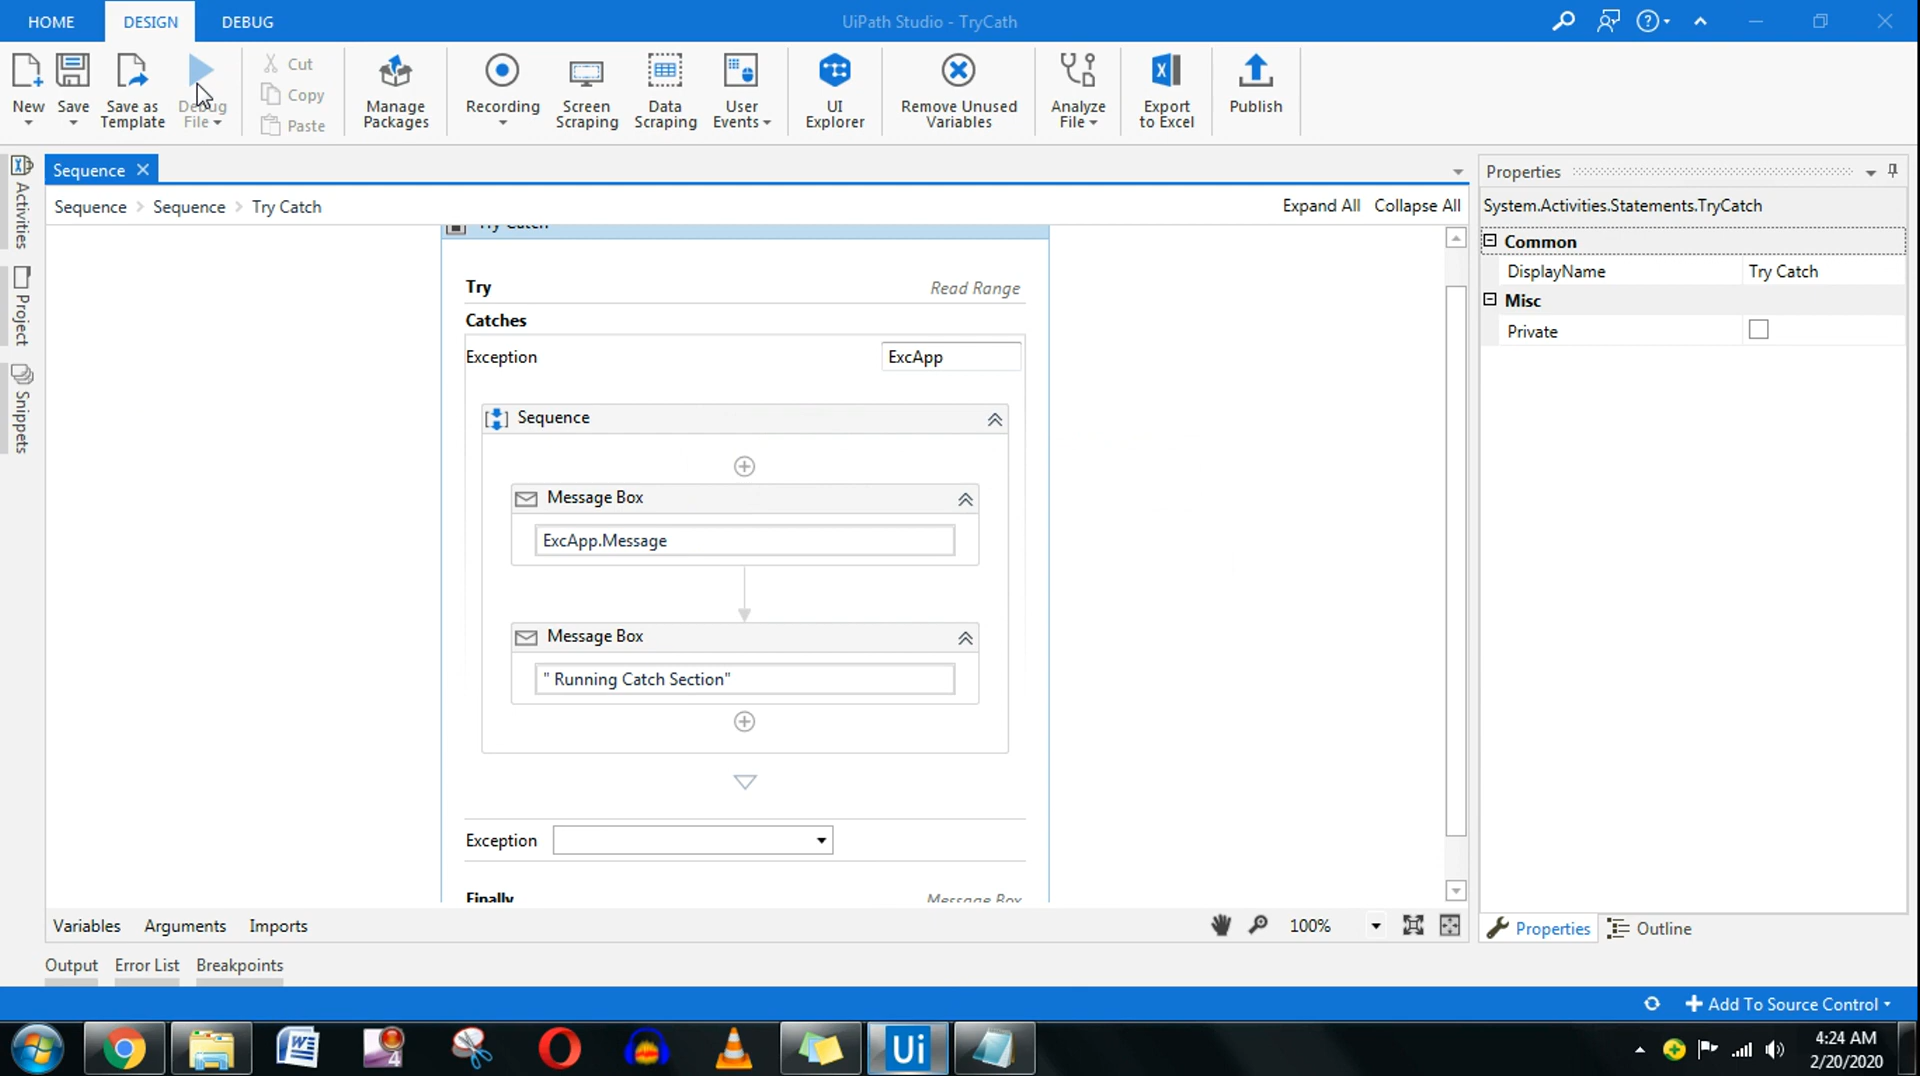 HOME DESIGN DEBUG UiPath Studio - TryCath
New Save Save as Template Debug File
Cut
Copy
Paste
Manage Packages
Recording
Screen Scraping
Data Scraping
User Events
UI Explorer
Remove Unused Variables
Analyze File
Export to Excel
Publish
Activities
Project
Snippets
Sequence
Sequence > Sequence > Try Catch
Expand All Collapse All
Try Catch
Try Read Range
Catches
Exception ExcApp
Sequence
Message Box
ExcApp.Message
Message Box
" Running Catch Section"
Exception
Finally Message Box
Properties
System.Activities.Statements.TryCatch
Common
DisplayName Try Catch
Misc
Private
Variables Arguments Imports 100%
Properties Outline
Output Error List Breakpoints
Add To Source Control
Ui
4:24 AM
2/20/2020